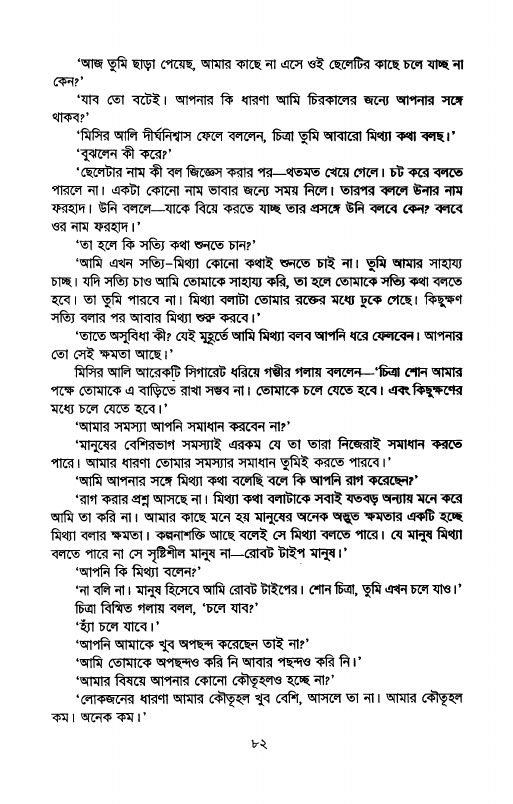 ‘আজ তুমি ছাড়া পেয়েছ, আমার কাছে না এসে ওই ছেলেটির কাছে চলে যাচ্ছ না
কেন?’
‘যাব তো বটেই। আপনার কি ধারণা আমি চিরকালের জন্যে আপনার সঙ্গে
থাকব?’
‘মিসির আলি দীর্ঘনিশ্বাস ফেলে বললেন, চিত্রা তুমি আবারো মিথ্যা কথা বলছ।’
‘বুঝলেন কী করে?’
‘ছেলেটার নাম কী বল জিজ্ঞেস করার পর—থতমত খেয়ে গেলে। চট করে বলতে
পারলে না। একটা কোনো নাম ভাবার জন্যে সময় নিলে। তারপর বললে উনার নাম
ফরহাদ। উনি বললে—যাকে বিয়ে করতে যাচ্ছ তার প্রসঙ্গে উনি বলবে কেন? বলবে
ওর নাম ফরহাদ।’
‘তা হলে কি সত্যি কথা শুনতে চান?’
‘আমি এখন সত্যি-মিথ্যা কোনো কথাই শুনতে চাই না। তুমি আমার সাহায্য
চাচ্ছ। যদি সত্যি চাও আমি তোমাকে সাহায্য করি, তা হলে তোমাকে সত্যি কথা বলতে
হবে। তা তুমি পারবে না। মিথ্যা বলাটা তোমার রক্তের মধ্যে ঢুকে গেছে। কিছুক্ষণ
সত্যি বলার পর আবার মিথ্যা শুরু করবে।’
‘তাতে অসুবিধা কী? যেই মুহূর্তে আমি মিথ্যা বলব আপনি ধরে ফেলবেন। আপনার
তো সেই ক্ষমতা আছে।’
মিসির আলি আরেকটি সিগারেট ধরিয়ে গম্ভীর গলায় বললেন—‘চিত্রা শোন আমার
পক্ষে তোমাকে এ বাড়িতে রাখা সম্ভব না। তোমাকে চলে যেতে হবে। এবং কিছুক্ষণের
মধ্যে চলে যেতে হবে।’
‘আমার সমস্যা আপনি সমাধান করবেন না?’
‘মানুষের বেশিরভাগ সমস্যাই এরকম যে তা তারা নিজেরাই সমাধান করতে
পারে। আমার ধারণা তোমার সমস্যার সমাধান তুমিই করতে পারবে।’
‘আমি আপনার সঙ্গে মিথ্যা কথা বলেছি বলে কি আপনি রাগ করেছেন?’
‘রাগ করার প্রশ্ন আসছে না। মিথ্যা কথা বলাটাকে সবাই যতবড় অন্যায় মনে করে
আমি তা করি না। আমার কাছে মনে হয় মানুষের অনেক অদ্ভুত ক্ষমতার একটি হচ্ছে
মিথ্যা বলার ক্ষমতা। কল্পনাশক্তি আছে বলেই সে মিথ্যা বলতে পারে। যে মানুষ মিথ্যা
বলতে পারে না সে সৃষ্টিশীল মানুষ না—রোবট টাইপ মানুষ।’
‘আপনি কি মিথ্যা বলেন?’
‘না বলি না। মানুষ হিসেবে আমি রোবট টাইপের। শোন চিত্রা, তুমি এখন চলে যাও।’
চিত্রা বিস্মিত গলায় বলল, ‘চলে যাব?’
‘হ্যাঁ চলে যাবে।’
‘আপনি আমাকে খুব অপছন্দ করেছেন তাই না?’
‘আমি তোমাকে অপছন্দও করি নি আবার পছন্দও করি নি।’
‘আমার বিষয়ে আপনার কোনো কৌতূহলও হচ্ছে না?’
‘লোকজনের ধারণা আমার কৌতূহল খুব বেশি, আসলে তা না। আমার কৌতূহল
কম। অনেক কম।’
৮২